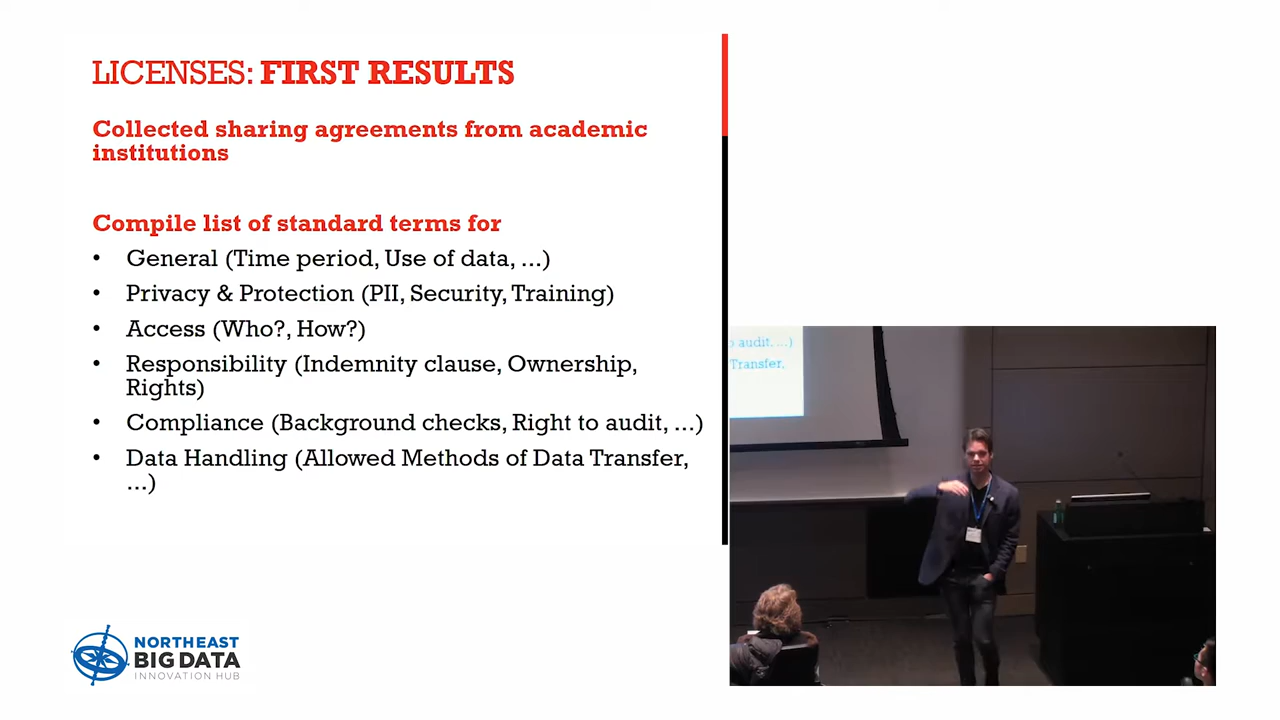 LICENSES: FIRST RESULTS
Collected sharing agreements from academic
institutions
Compile list of standard terms for
• General (Time period, Use of data, ...)
• Privacy & Protection (PII, Security, Training)
• Access (Who?, How?)
• Responsibility (Indemnity clause, Ownership,
Rights)
• Compliance (Background checks, Right to audit, ...)
• Data Handling (Allowed Methods of Data Transfer,
...)
audit, ...)
Transfer,
NORTHEAST
BIG DATA
INNOVATION HUB